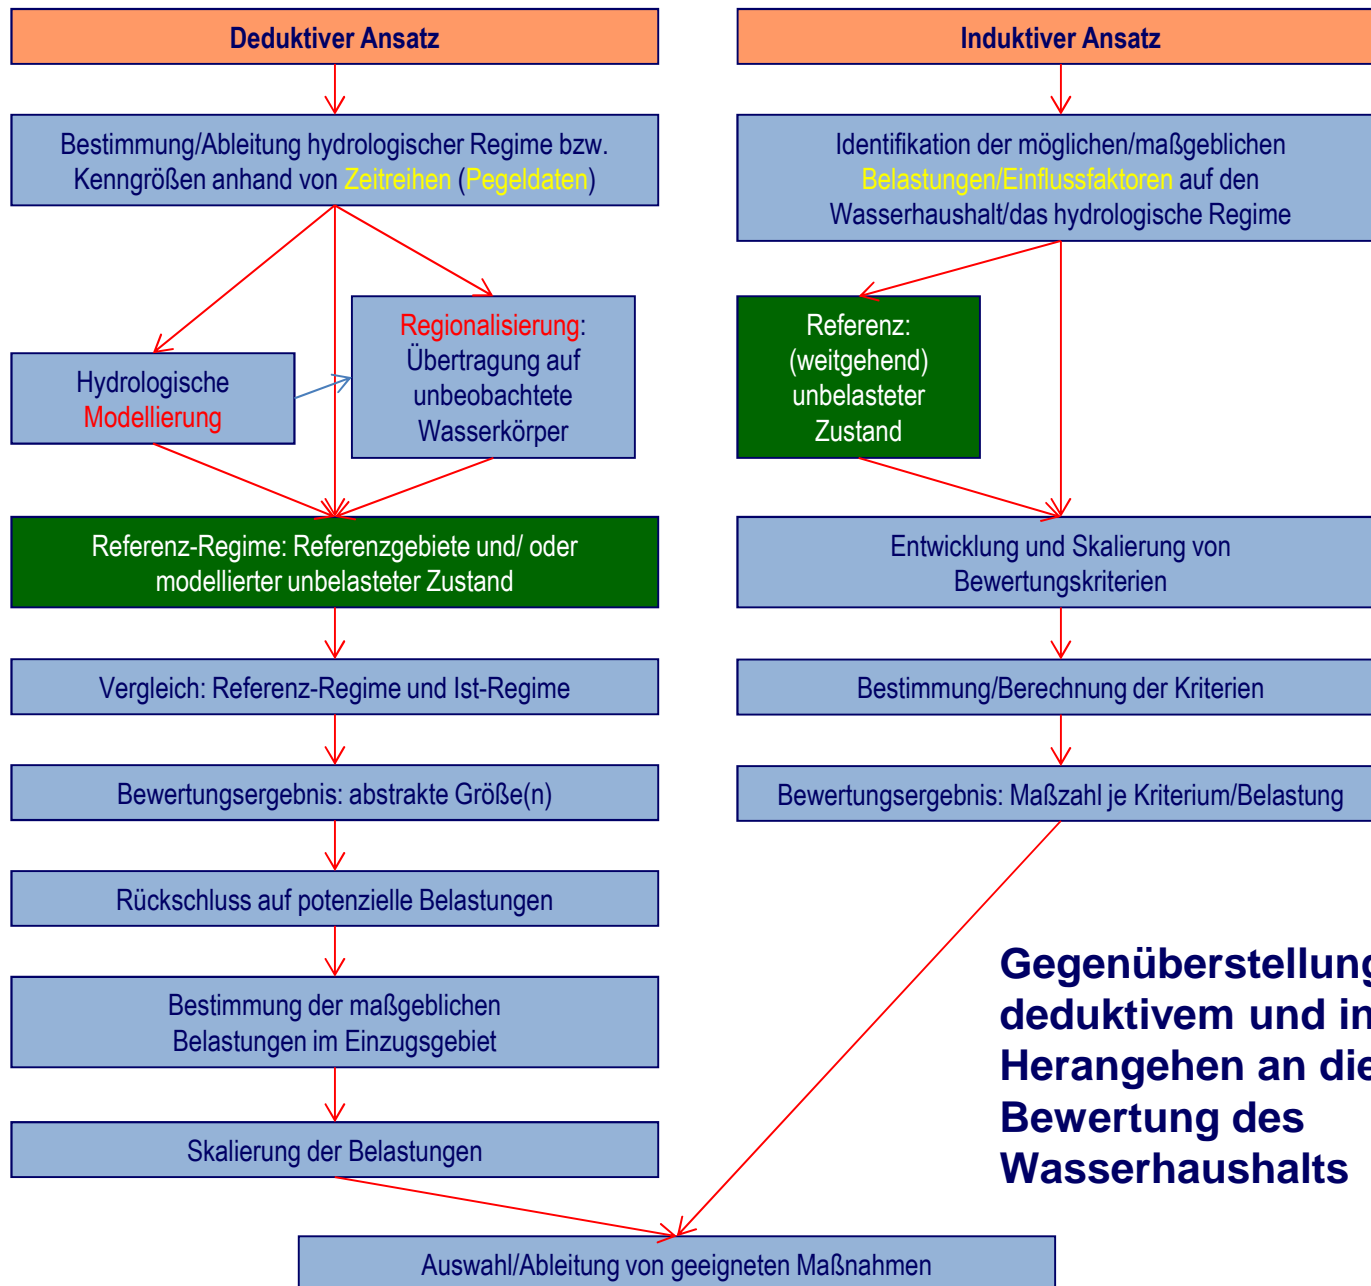 Deduktiver Ansatz
Bestimmung/Ableitung hydrologischer Regime bzw.
Kenngrößen anhand von Zeitreihen (Pegeldaten)
Regionalisierung:
Übertragung auf
unbeobachtete
Wasserkörper
Hydrologische
Modellierung
Referenz-Regime: Referenzgebiete und/ oder
modellierter unbelasteter Zustand
Vergleich: Referenz-Regime und Ist-Regime
Bewertungsergebnis: abstrakte Größe(n)
Rückschluss auf potenzielle Belastungen
Bestimmung der maßgeblichen
Belastungen im Einzugsgebiet
Skalierung der Belastungen
Induktiver Ansatz
Identifikation der möglichen/maßgeblichen
Belastungen/Einflussfaktoren auf den
Wasserhaushalt/das hydrologische Regime
Referenz:
(weitgehend)
unbelasteter
Zustand
Entwicklung und Skalierung von
Bewertungskriterien
Bestimmung/Berechnung der Kriterien
Bewertungsergebnis: Maßzahl je Kriterium/Belastung
Gegenüberstellung
deduktivem und
Herangehen an die
Bewertung des
Wasserhaushalts
Auswahl/Ableitung von geeigneten Maßnahmen